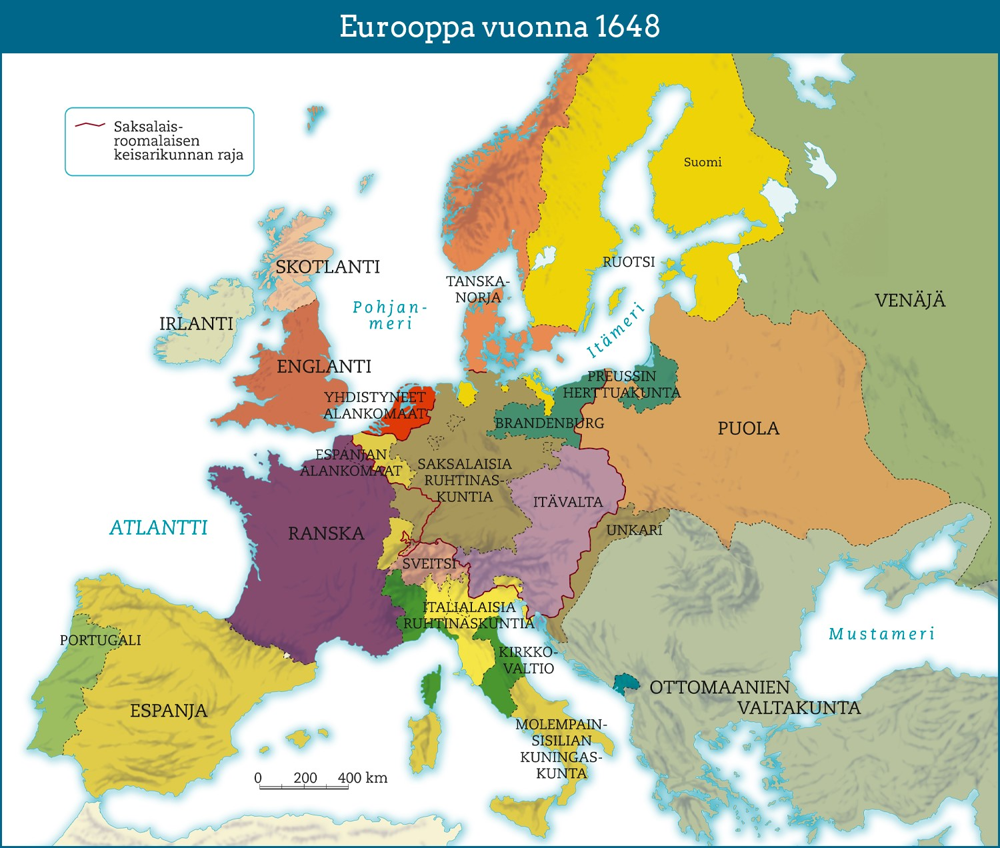 Eurooppa vuonna 1648
Saksalais-
roomalaisen
keisarikunnan raja
Suomi
SKOTLANTI
RUOTSI
TANSKA-
NORJA
VENÄJÄ
Pohjan-
meri
IRLANTI
Itämeri
ENGLANTI
PREUSSIN
HERTTUAKUNTA
YHDISTYNEET
ALANKOMAAT
BRANDENBURG
PUOLA
ESPANJAN
ALANKOMAAT
SAKSALAISIA
RUHTINAS-
KUNTIA
ITÄVALTA
ATLANTTI
RANSKA
UNKARI
SVEITSI
ITALIALAISIA
RUHTINASKUNTIA
Mustameri
PORTUGALI
KIRKKO-
VALTIO
OTTOMAANIEN
VALTAKUNTA
ESPANJA
MOLEMPAIN-
SISILIAN
KUNINGAS-
KUNTA
0 200 400 km